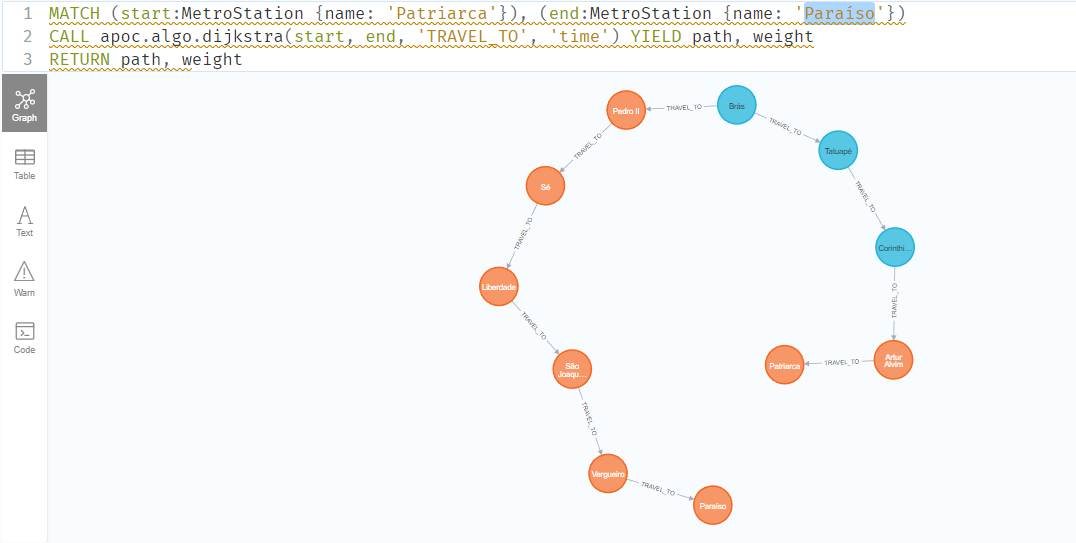 1 MATCH (start:MetroStation {name: 'Patriarca'}), (end:MetroStation {name: 'Paraíso'})
2 CALL apoc.algo.dijkstra(start, end, 'TRAVEL_TO', 'time') YIELD path, weight
3 RETURN path, weight
Graph
Table
Text
Warn
Code
Pedro II
TRAVEL_TO
Brás
TRAVEL_TO
Tatuapé
TRAVEL_TO
Sé
TRAVEL_TO
TRAVEL_TO
Corinthi...
Liberdade
TRAVEL_TO
TRAVEL_TO
São
Joaqu...
Patriarca
TRAVEL_TO
Artur
Alvim
TRAVEL_TO
Vergueiro
TRAVEL_TO
Paraíso